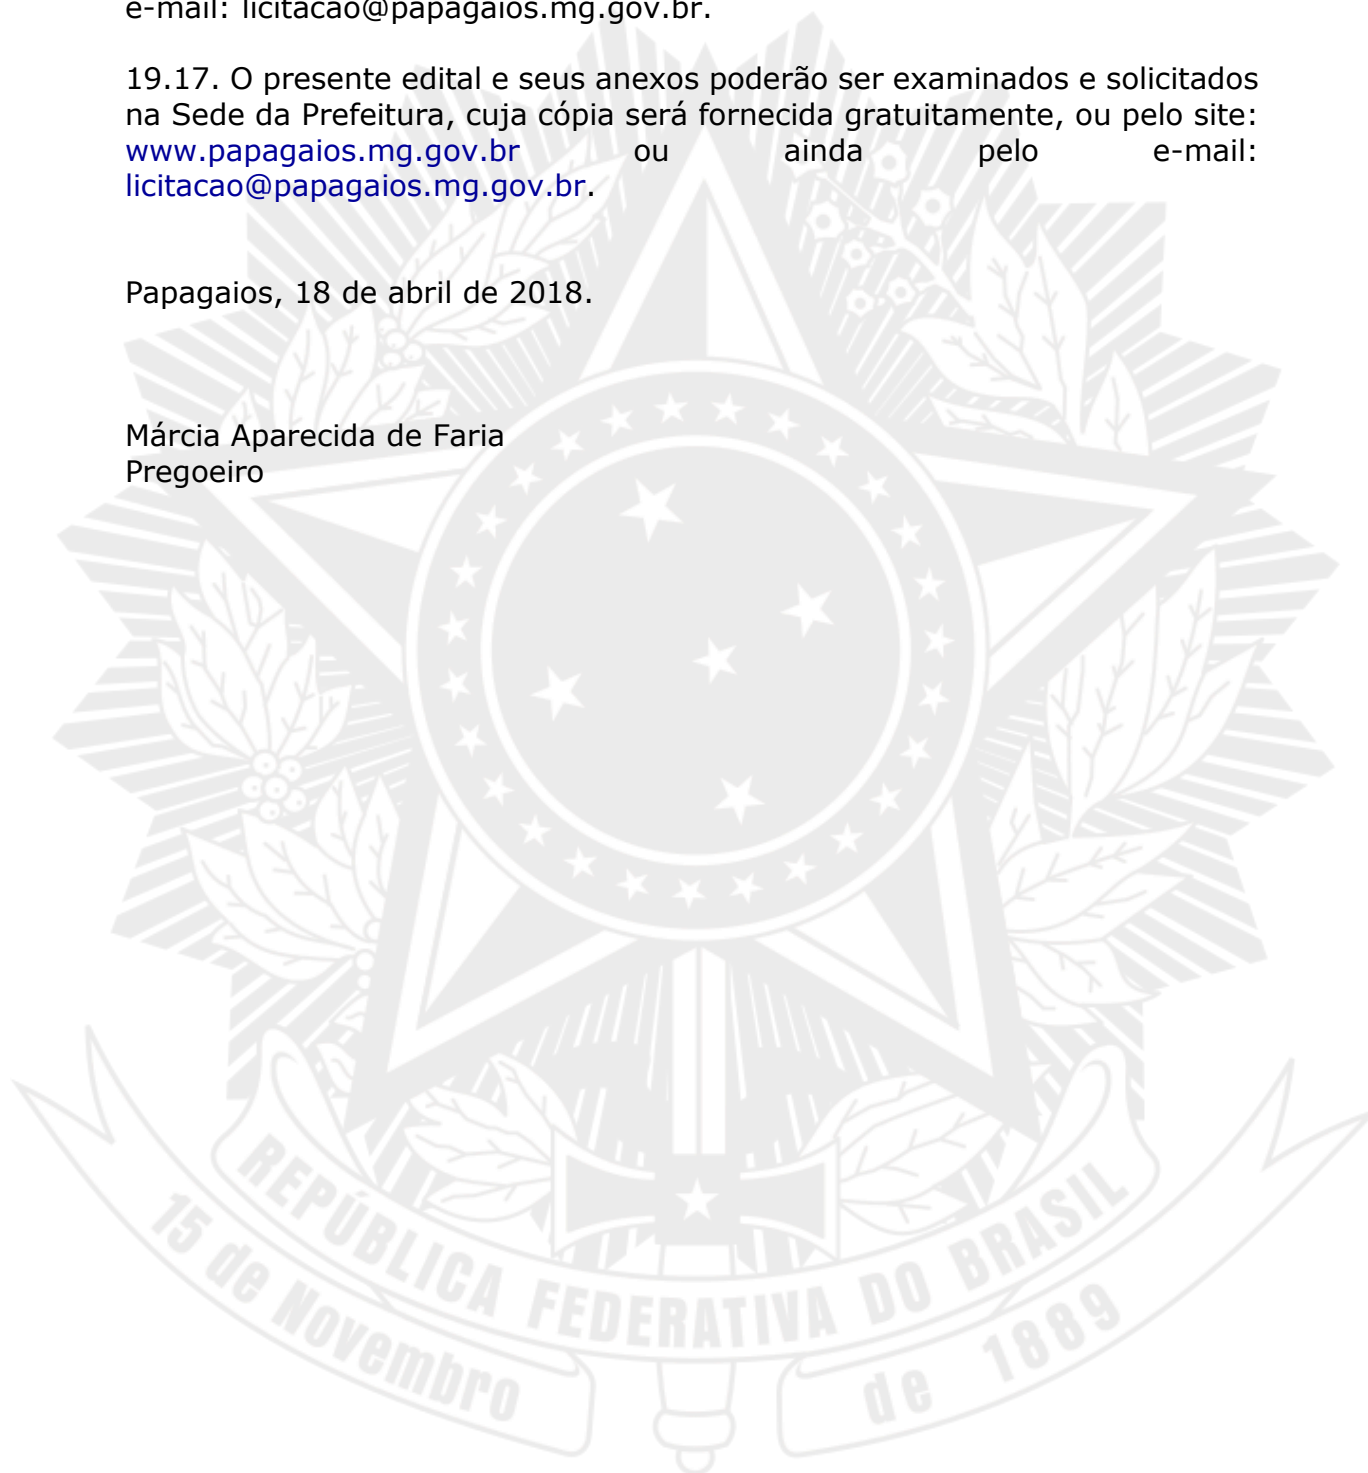 e-mail: licitacao@papagaios.mg.gov.br.
19.17. O presente edital e seus anexos poderão ser examinados e solicitados
na Sede da Prefeitura, cuja cópia será fornecida gratuitamente, ou pelo site:
www.papagaios.mg.gov.br ou ainda pelo e-mail:
licitacao@papagaios.mg.gov.br.
Papagaios, 18 de abril de 2018.
Márcia Aparecida de Faria
Pregoeiro
REPÚBLICA FEDERATIVA DO BRASIL
15 de Novembro de 1889